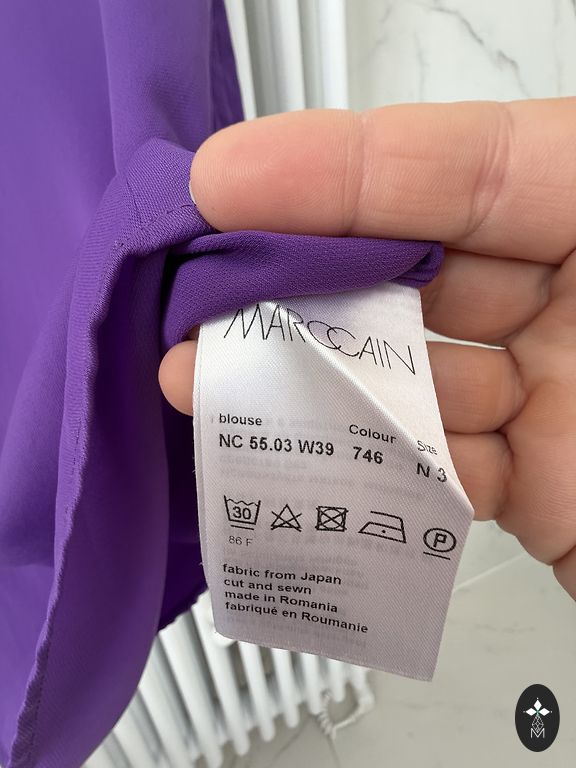 MAROCCAIN
blouse Colour Size
NC 55.03 W39 746 N 3
30 P
86 F
fabric from Japan
cut and sewn
made in Romania
fabriqué en Roumanie
M